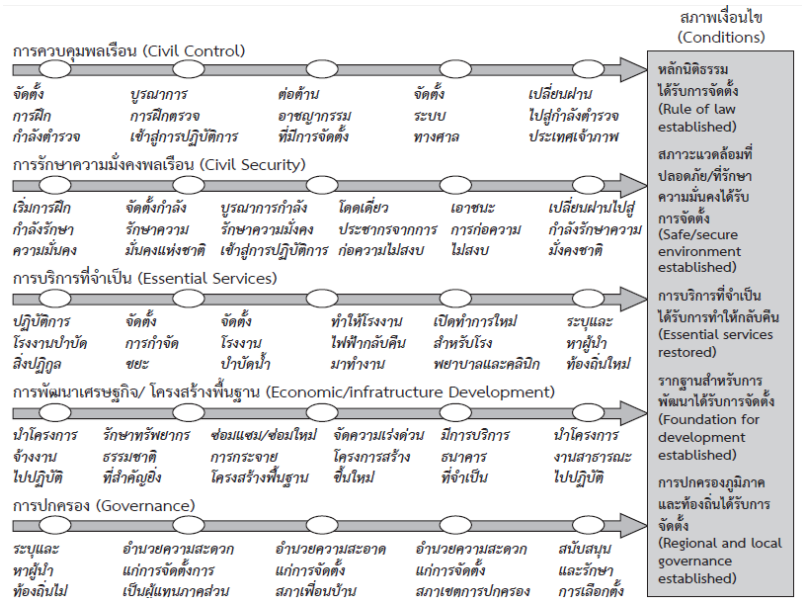 สภาพเงื่อนไข
(Conditions)
การควบคุมพลเรือน (Civil Control)
จัดตั้ง
การฝึก
กำลังตำรวจ
บูรณาการ
การฝึกตรวจ
เข้าสู่การปฏิบัติการ
ต่อต้าน
อาชญากรรม
ที่มีการจัดตั้ง
จัดตั้ง
ระบบ
ทางศาล
เปลี่ยนผ่าน
ไปสู่กำลังตำรวจ
ประเทศเจ้าภาพ
การรักษาความมั่นคงพลเรือน (Civil Security)
เริ่มการฝึก
กำลังรักษา
ความมั่นคง
จัดตั้งกำลัง
รักษาความ
มั่นคงแห่งชาติ
บูรณาการกำลัง
รักษาความมั่งคง
เข้าสู่การปฏิบัติการ
โดดเดี่ยว
ประชากรจากการ
ก่อความไม่สงบ
เอาชนะ
การก่อความ
ไม่สงบ
เปลี่ยนผ่านไปสู่
กำลังรักษาความ
มั่งคงชาติ
การบริการที่จำเป็น (Essential Services)
ปฏิบัติการ
โรงงานบำบัด
สิ่งปฏิกูล
จัดตั้ง
การกำจัด
ขยะ
จัดตั้ง
โรงงาน
บำบัดน้ำ
ทำให้โรงงาน
ไฟฟ้ากลับคืน
มาทำงาน
เปิดทำการใหม่
สำหรับโรง
พยาบาลและคลินิก
ระบุและ
หาผู้นำ
ท้องถิ่นใหม่
การพัฒนาเศรษฐกิจ/ โครงสร้างพื้นฐาน (Economic/infratructure Development)
นำโครงการ
จ้างงาน
ไปปฏิบัติ
รักษาทรัพยากร
ธรรมชาติ
ที่สำคัญยิ่ง
ซ่อมแซม/ซ่อมใหม่
การกระจาย
โครงสร้างพื้นฐาน
จัดความเร่งด่วน
โครงการสร้าง
ขึ้นใหม่
มีการบริการ
ธนาคาร
ที่จำเป็น
นำโครงการ
งานสาธารณะ
ไปปฏิบัติ
การปกครอง (Governance)
ระบุและ
หาผู้นำ
ท้องถิ่นไม่
อำนวยความสะดวก
แก่การจัดตั้งการ
เป็นผู้แทนภาคส่วน
อำนวยความสะอาด
แก่การจัดตั้ง
สภาเพื่อนบ้าน
อำนวยความสะดวก
แก่การจัดตั้ง
สภาเขตการปกครอง
สนับสนุน
และรักษา
การเลือกตั้ง
หลักนิติธรรม
ได้รับการจัดตั้ง
(Rule of law
established)
สภาวะแวดล้อมที่
ปลอดภัย/ที่รักษา
ความมั่นคงได้รับ
การจัดตั้ง
(Safe/secure
environment
established)
การบริการที่จำเป็น
ได้รับการทำให้กลับคืน
(Essential services
restored)
รากฐานสำหรับการ
พัฒนาได้รับการจัดตั้ง
(Foundation for
development
established)
การปกครองภูมิภาค
และท้องถิ่นได้รับการ
จัดตั้ง
(Regional and local
governance
established)